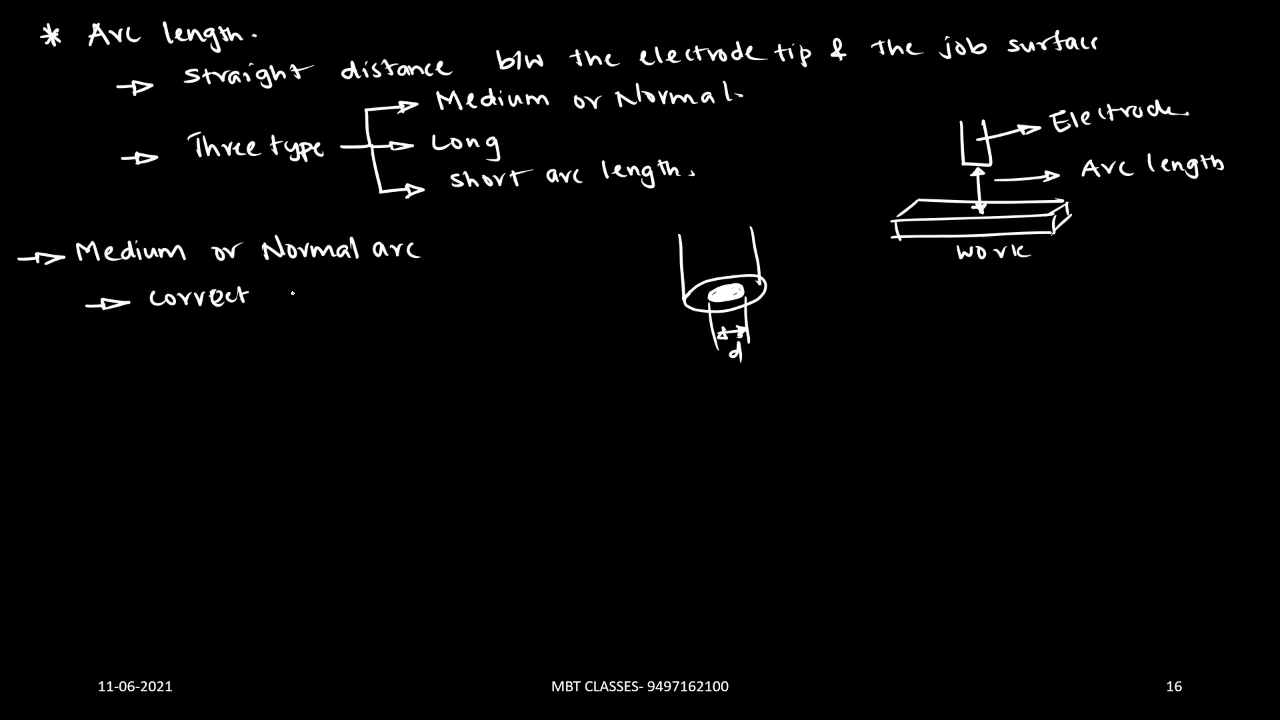 * Arc length.
→ straight distance b/w the electrode tip & the job surface
→ Three type → Medium or Normal.
→ Long
→ short arc length.
→ Electrode.
→ Arc length
work
→ Medium or Normal arc
→ correct .
d
11-06-2021
MBT CLASSES- 9497162100
16